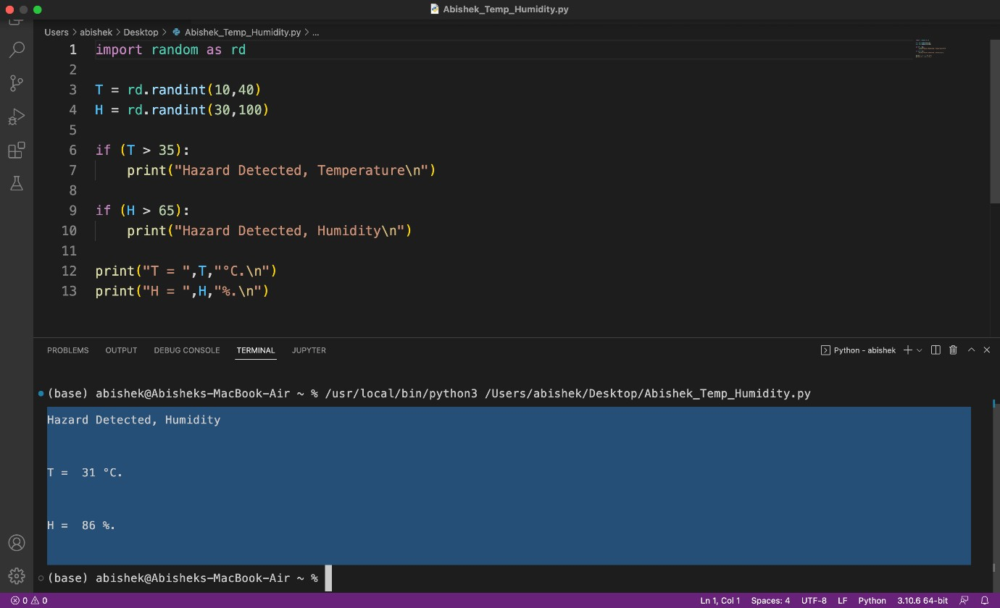 Abishek_Temp_Humidity.py
Users > abishek > Desktop > Abishek_Temp_Humidity.py > ...
1 import random as rd
2
3 T = rd.randint(10,40)
4 H = rd.randint(30,100)
5
6 if (T > 35):
7     print("Hazard Detected, Temperature\n")
8
9 if (H > 65):
10     print("Hazard Detected, Humidity\n")
11
12 print("T = ",T,"°C.\n")
13 print("H = ",H,"%.\n")
PROBLEMS OUTPUT DEBUG CONSOLE TERMINAL JUPYTER Python - abishek
(base) abishek@Abisheks-MacBook-Air ~ % /usr/local/bin/python3 /Users/abishek/Desktop/Abishek_Temp_Humidity.py
Hazard Detected, Humidity
T =  31 °C.
H =  86 %.
(base) abishek@Abisheks-MacBook-Air ~ %
0 0 Ln 1, Col 1 Spaces: 4 UTF-8 LF Python 3.10.6 64-bit